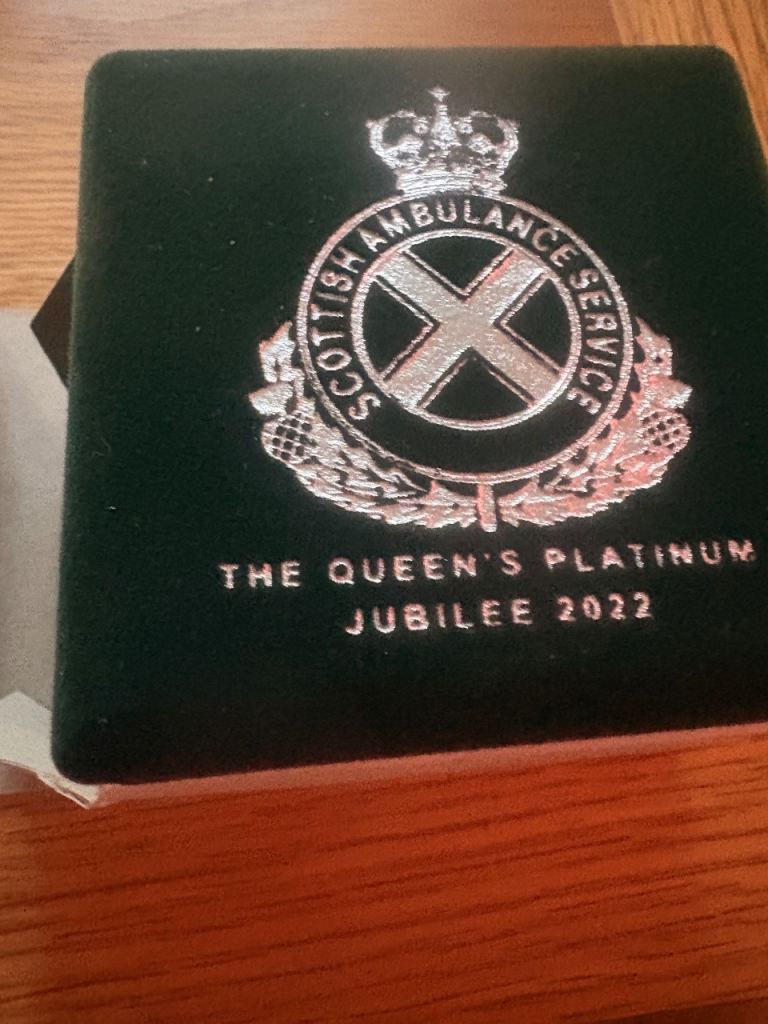 SCOTTISH AMBULANCE SERVICE
THE QUEEN'S PLATINUM
JUBILEE 2022